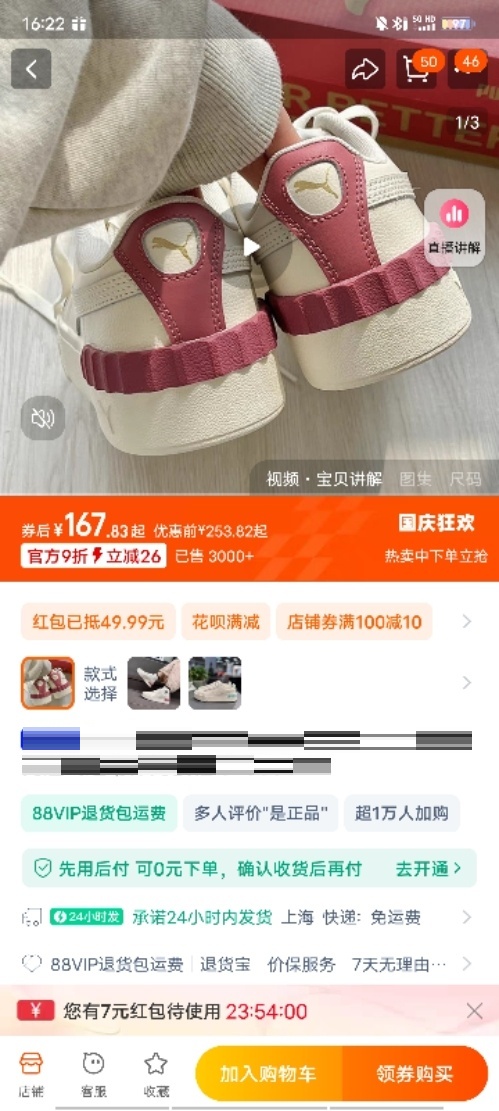 16:22
5G HD
97
50
46
R BETTER
1/3
直播讲解
视频·宝贝讲解 图集 尺码
券后¥167.83起 优惠前¥253.82起
国庆狂欢
官方9折 立减26 已售 3000+
热卖中下单立抢
红包已抵49.99元 花呗满减 店铺券满100减10
款式
选择
88VIP退货包运费 多人评价"是正品" 超1万人加购
先用后付 可0元下单，确认收货后再付 去开通
24小时发 承诺24小时内发货 上海 快递: 免运费
88VIP退货包运费 退货宝 价保服务 7天无理由…
¥ 您有7元红包待使用 23:54:00
店铺 客服 收藏 加入购物车 领券购买